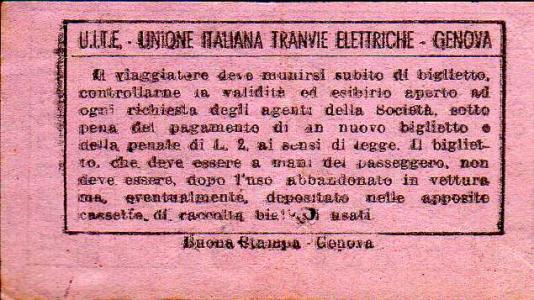 U.I.T.E. - UNIONE ITALIANA TRANVIE ELETTRICHE - GENOVA
Il viaggiatore deve munirsi subito di biglietto,
controllarne la validità ed esibirlo aperto ad
ogni richiesta degli agenti della Società, sotto
pena del pagamento di un nuovo biglietto e
della penale di L. 2, ai sensi di legge. Il bigliet-
to, che deve essere a mani del passeggero, non
deve essere, dopo l'uso abbandonato in vettura
ma, eventualmente, depositato nelle apposite
cassette di raccolta usati
Buona Stampa - Genova